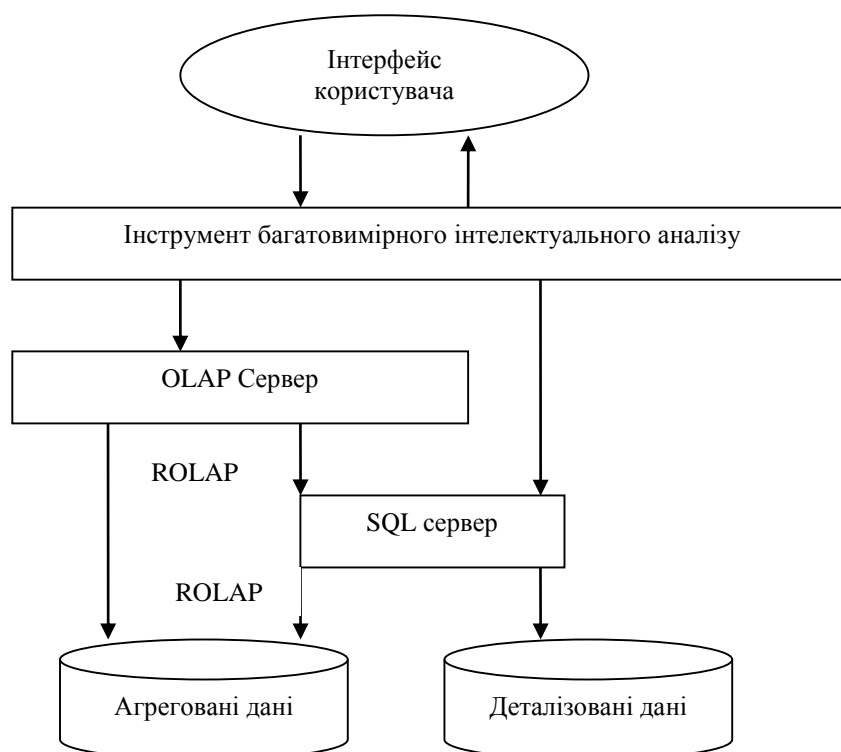 Інтерфейс
користувача
Інструмент багатовимірного інтелектуального аналізу
OLAP Сервер
ROLAP
SQL сервер
ROLAP
Агреговані дані
Деталізовані дані